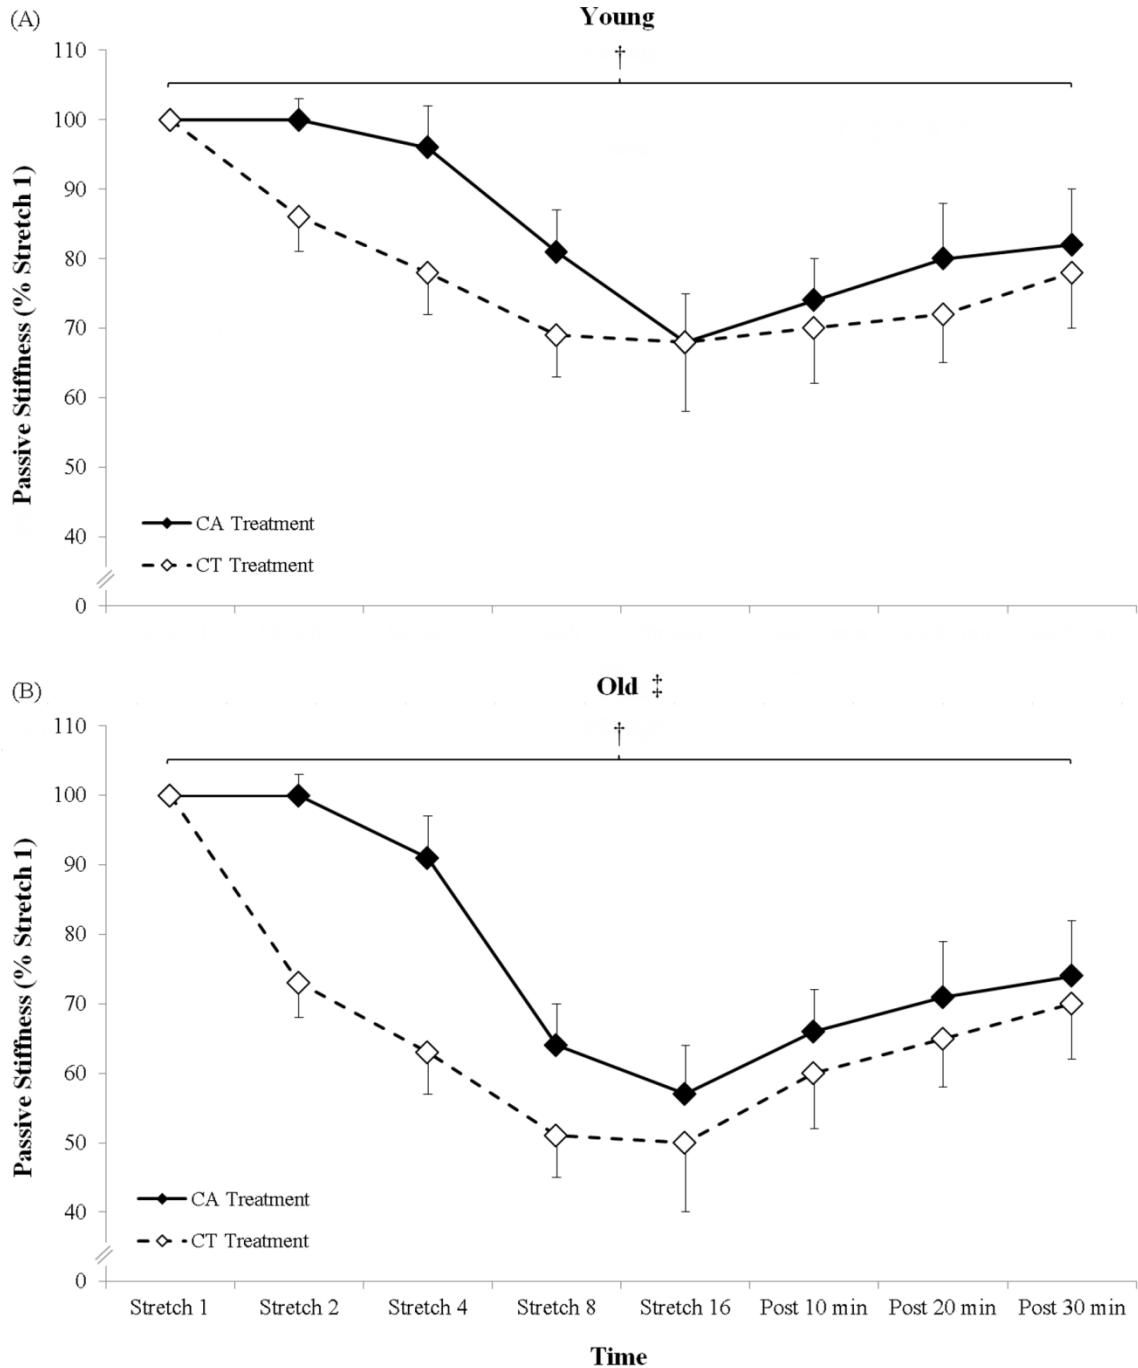 (A)
Young
†
110
100
90
80
70
60
50
40
0
Passive Stiffness (% Stretch 1)
CA Treatment
CT Treatment
(B)
Old ‡
†
110
100
90
80
70
60
50
40
0
Passive Stiffness (% Stretch 1)
CA Treatment
CT Treatment
Stretch 1 Stretch 2 Stretch 4 Stretch 8 Stretch 16 Post 10 min Post 20 min Post 30 min
Time